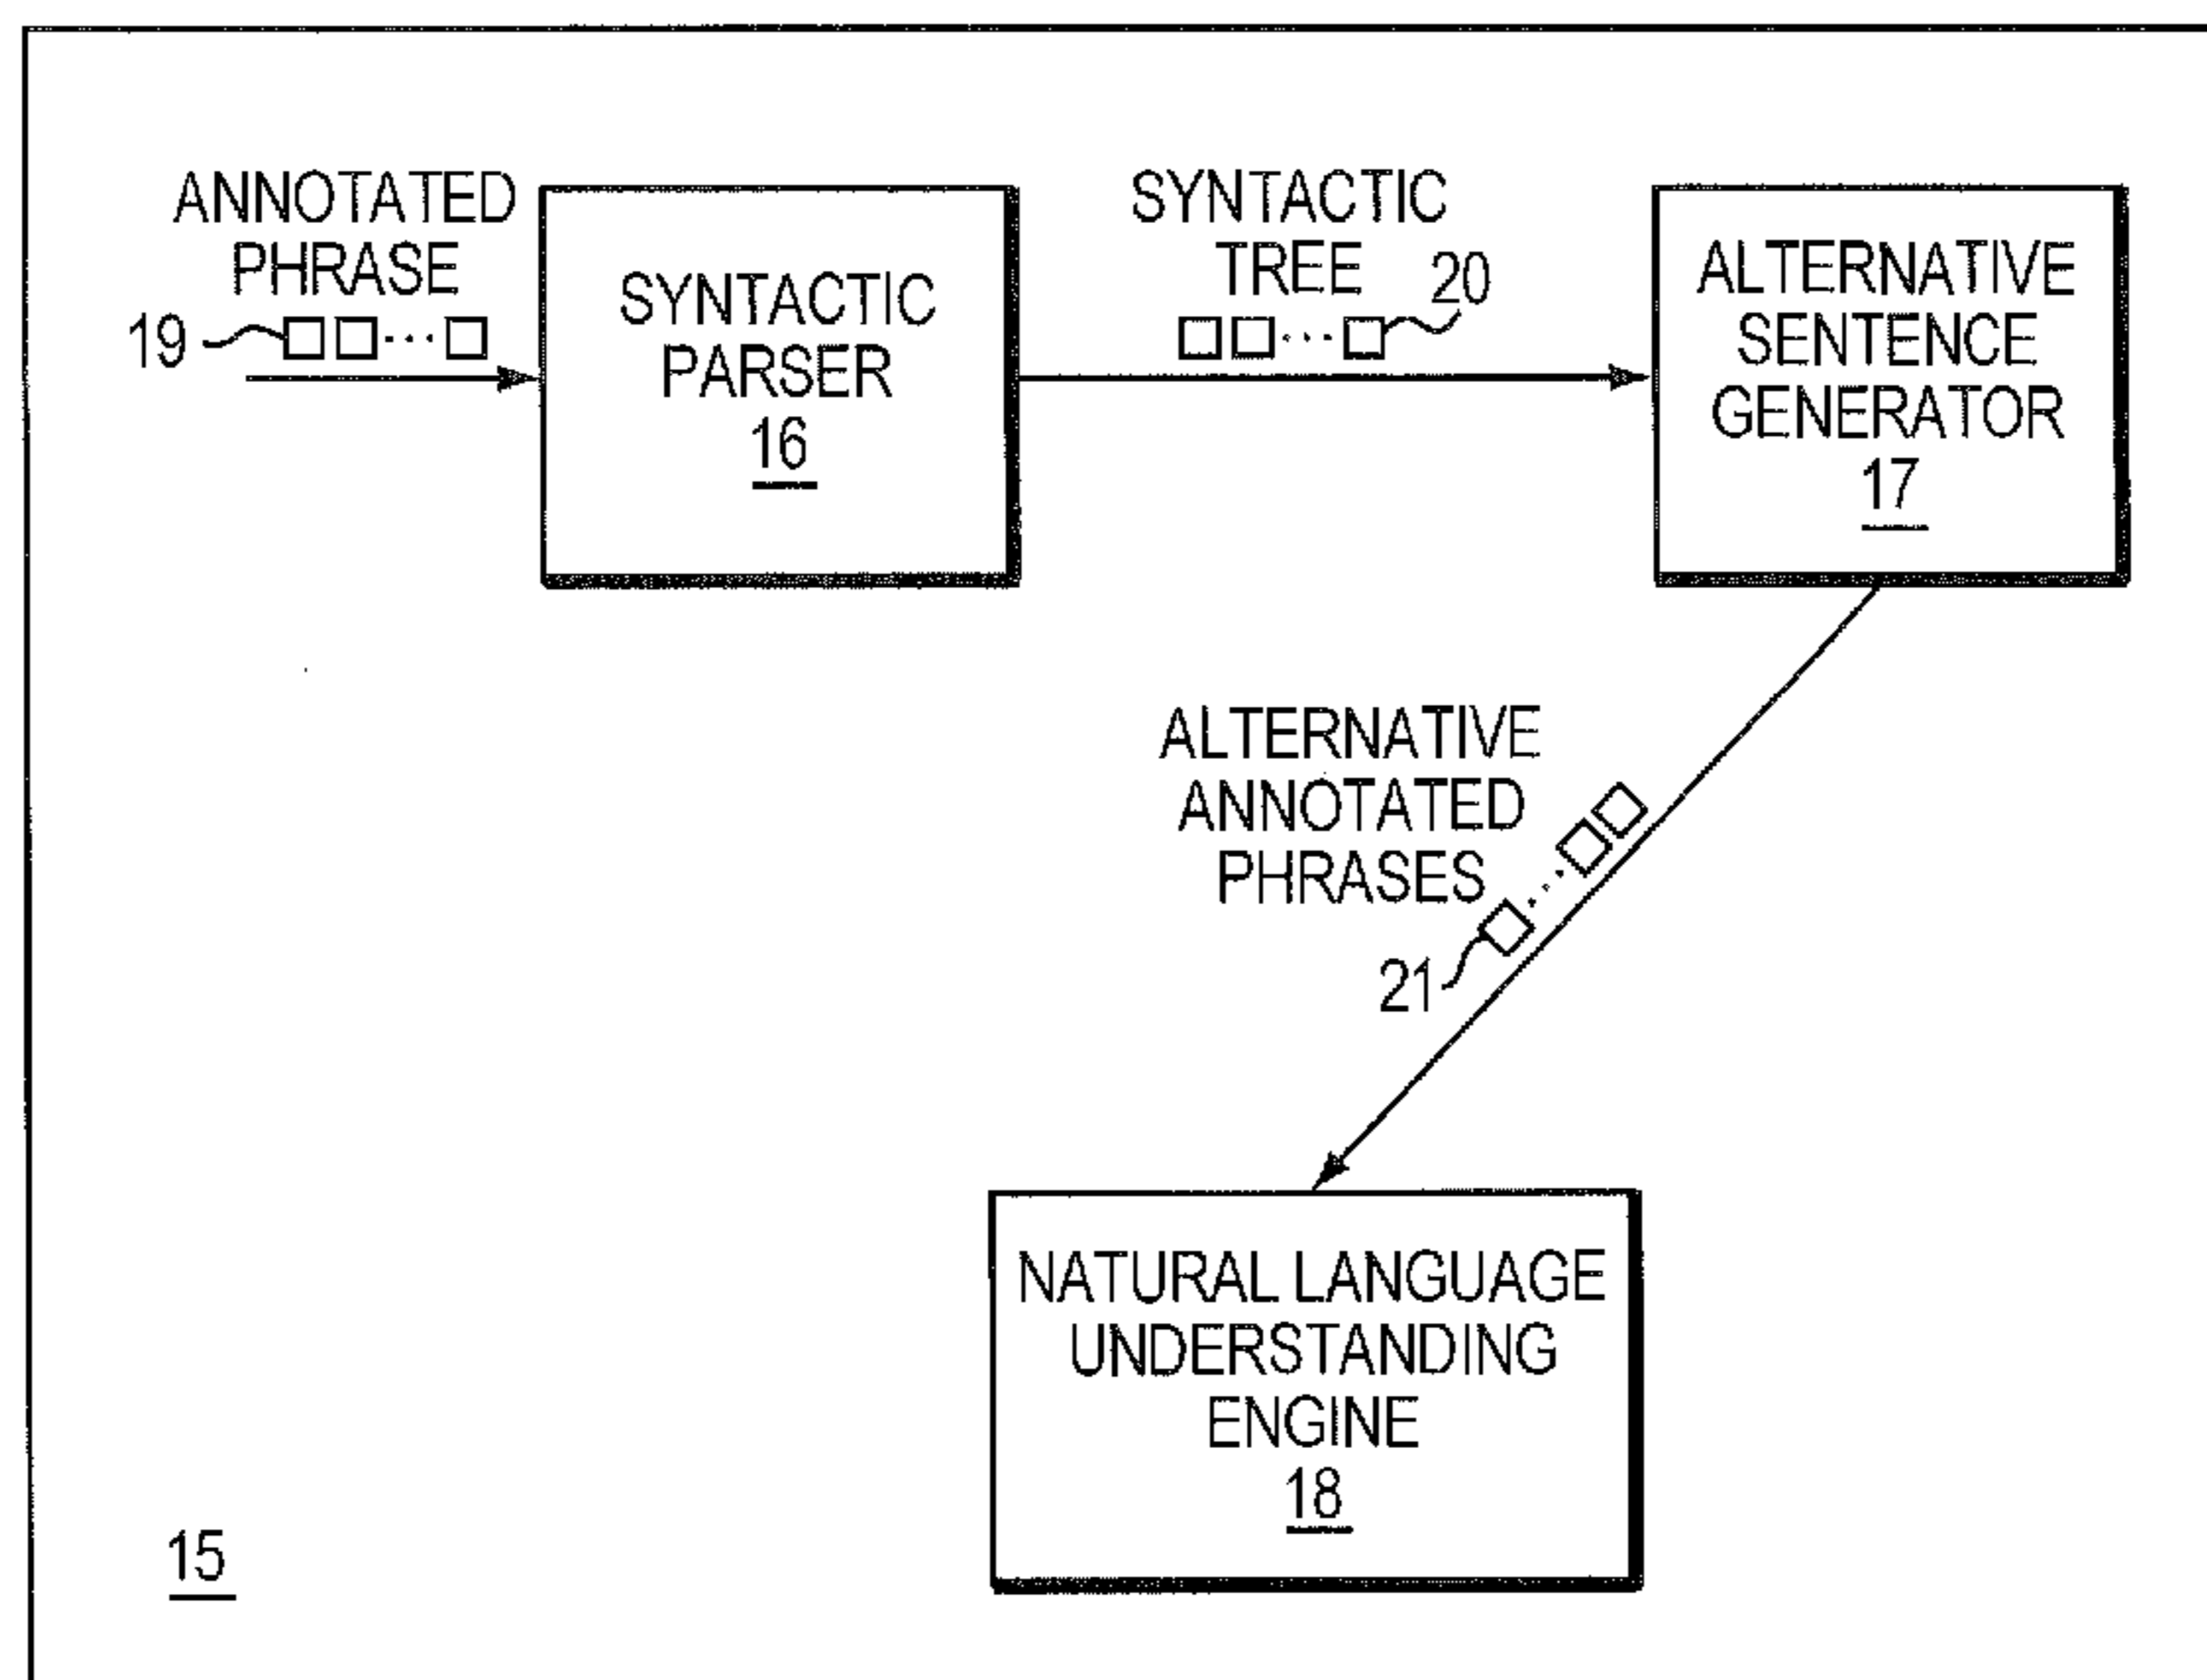 ANNOTATED
PHRASE
19
SYNTACTIC
PARSER
16
SYNTACTIC
TREE
20
ALTERNATIVE
SENTENCE
GENERATOR
17
ALTERNATIVE
ANNOTATED
PHRASES
21
NATURAL LANGUAGE
UNDERSTANDING
ENGINE
18
15